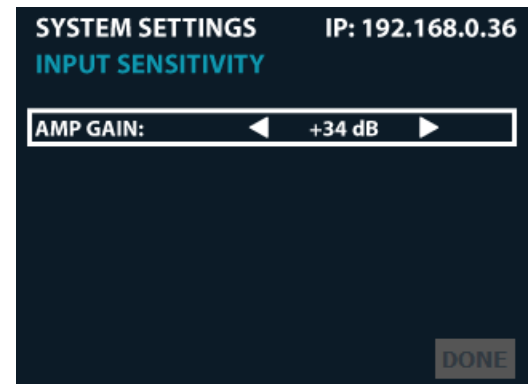 SYSTEM SETTINGS IP: 192.168.0.36
INPUT SENSITIVITY
AMP GAIN: +34 dB
DONE